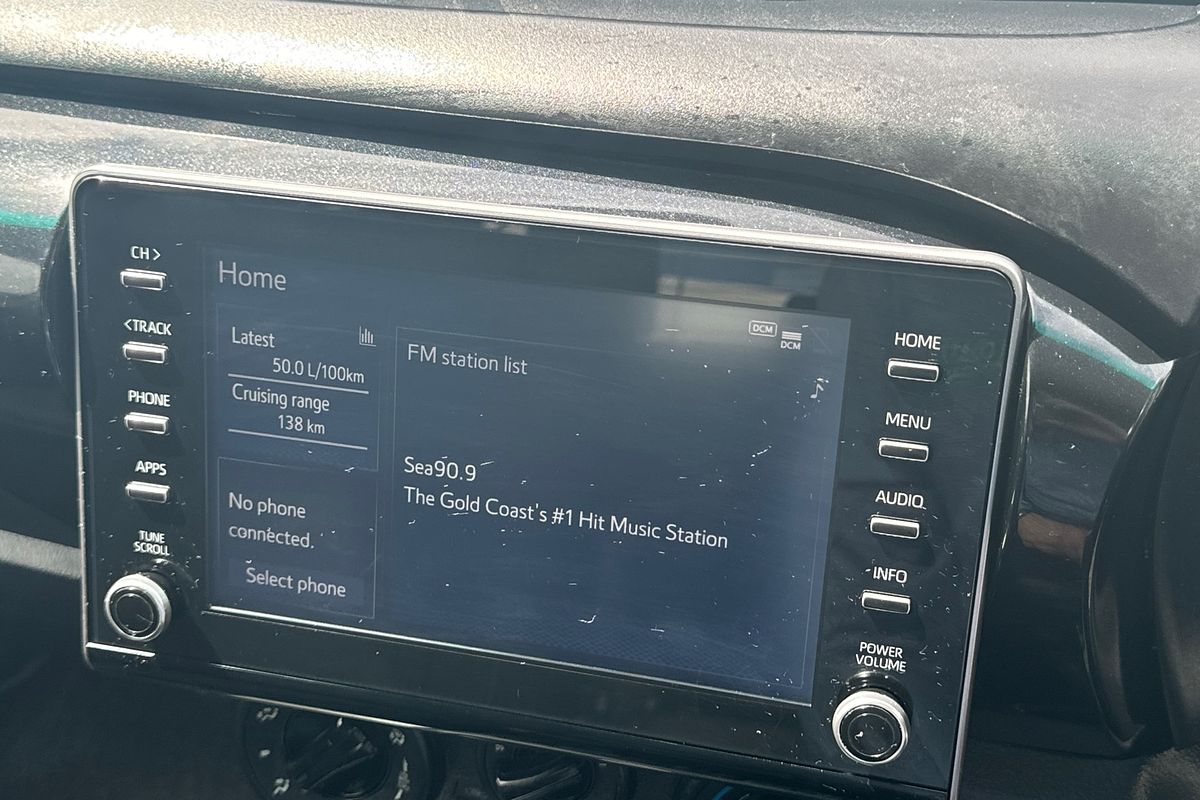 CH >
< TRACK
PHONE
APPS
TUNE
SCROLL
Home
Latest
50.0 L/100km
Cruising range
138 km
No phone
connected.
Select phone
DCM
DCM
FM station list
Sea90.9
The Gold Coast's #1 Hit Music Station
HOME
MENU
AUDIO
INFO
POWER
VOLUME